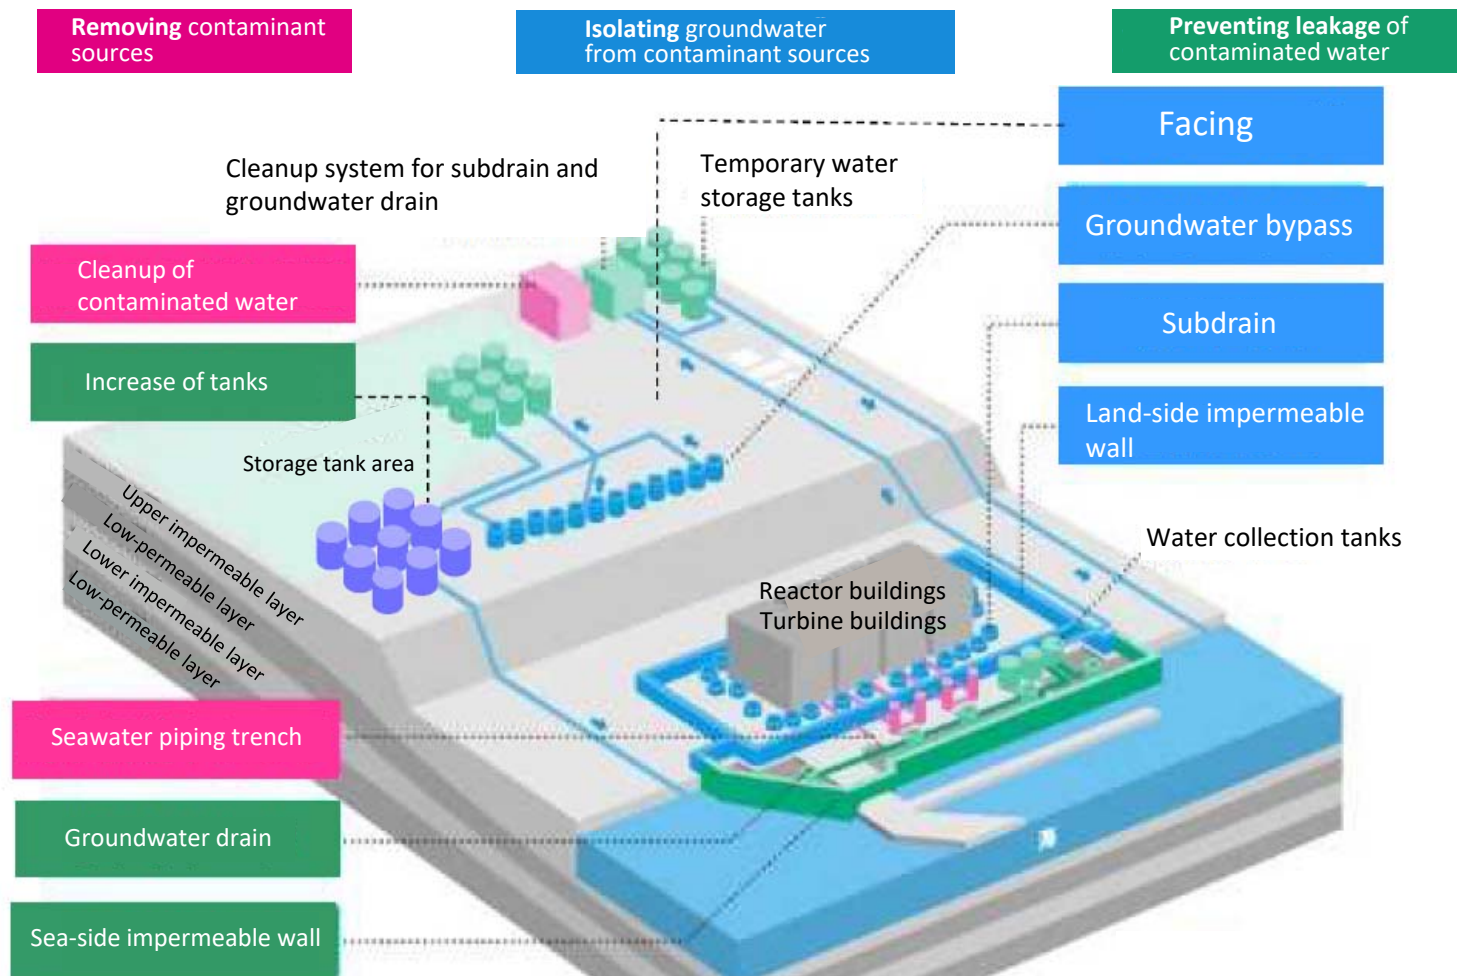 Removing contaminant
sources
Isolating groundwater
from contaminant sources
Preventing leakage of
contaminated water
Facing
Cleanup system for subdrain and
groundwater drain
Temporary water
storage tanks
Groundwater bypass
Cleanup of
contaminated water
Subdrain
Increase of tanks
Land-side impermeable
wall
Storage tank area
Upper impermeable layer
Low-permeable layer
Lower impermeable layer
Low-permeable layer
Water collection tanks
Reactor buildings
Turbine buildings
Seawater piping trench
Groundwater drain
Sea-side impermeable wall